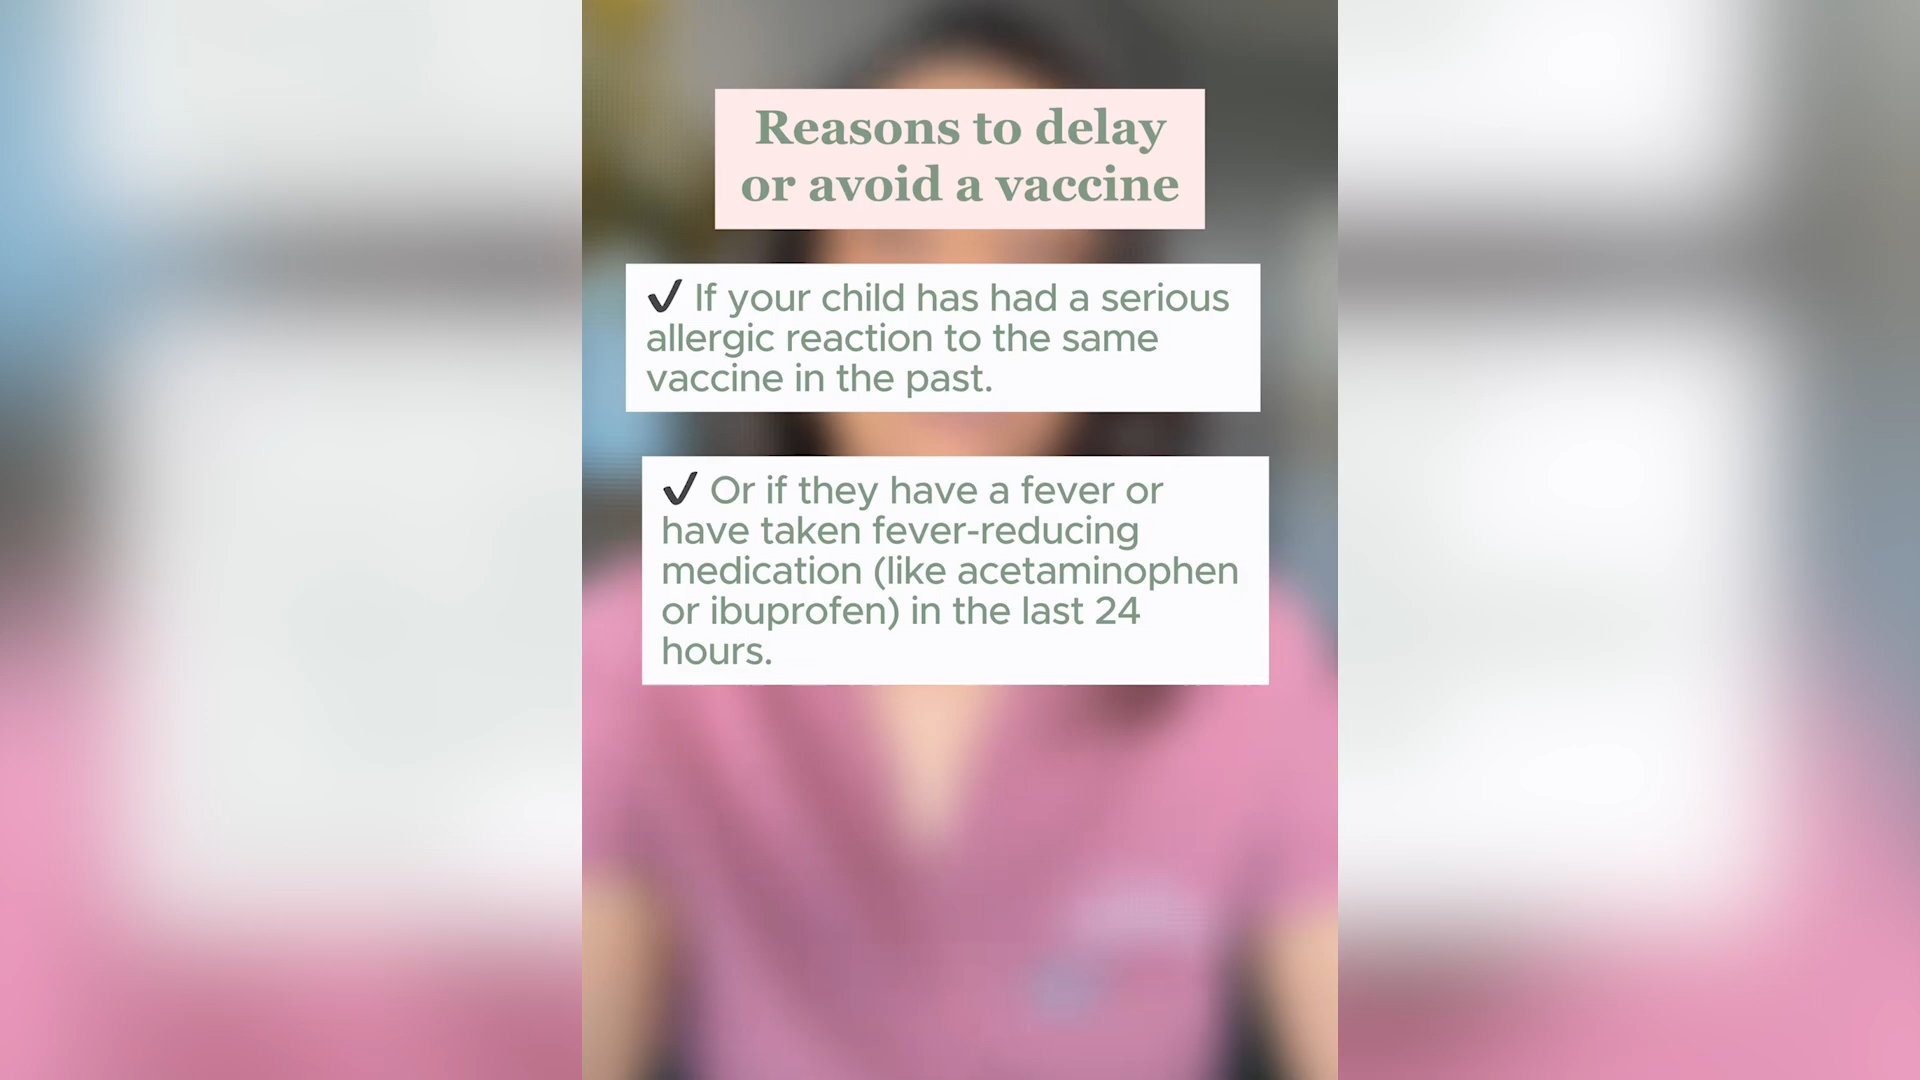 Reasons to delay
or avoid a vaccine
✔ If your child has had a serious
allergic reaction to the same
vaccine in the past.
✔ Or if they have a fever or
have taken fever-reducing
medication (like acetaminophen
or ibuprofen) in the last 24
hours.